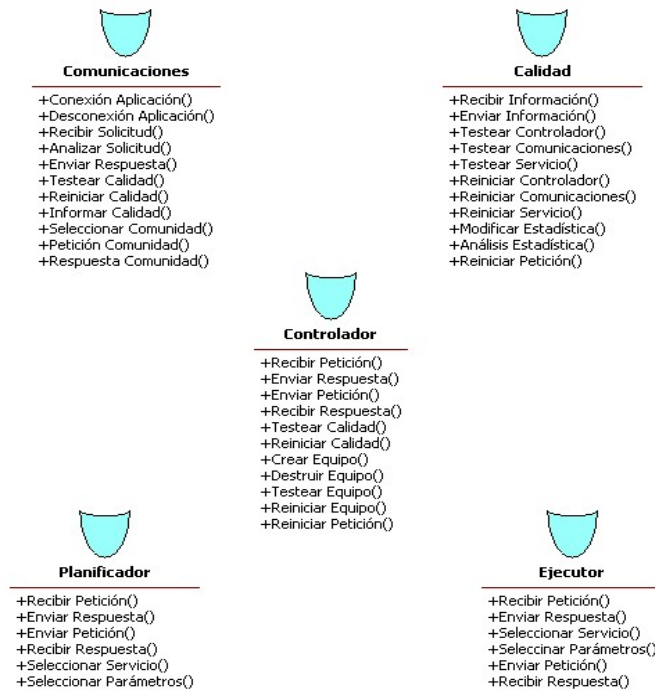 Comunicaciones
+Conexión Aplicación()
+Desconexión Aplicación()
+Recibir Solicitud()
+Analizar Solicitud()
+Enviar Respuesta()
+Testear Calidad()
+Reiniciar Calidad()
+Informar Calidad()
+Seleccionar Comunidad()
+Petición Comunidad()
+Respuesta Comunidad()
Calidad
+Recibir Información()
+Enviar Información()
+Testear Controlador()
+Testear Comunicaciones()
+Testear Servicio()
+Reiniciar Controlador()
+Reiniciar Comunicaciones()
+Reiniciar Servicio()
+Modificar Estadística()
+Análisis Estadística()
+Reiniciar Petición()
Controlador
+Recibir Petición()
+Enviar Respuesta()
+Enviar Petición()
+Recibir Respuesta()
+Testear Calidad()
+Reiniciar Calidad()
+Crear Equipo()
+Destruir Equipo()
+Testear Equipo()
+Reiniciar Equipo()
+Reiniciar Petición()
Planificador
+Recibir Petición()
+Enviar Respuesta()
+Enviar Petición()
+Recibir Respuesta()
+Seleccionar Servicio()
+Seleccionar Parámetros()
Ejecutor
+Recibir Petición()
+Enviar Respuesta()
+Seleccionar Servicio()
+Seleccinar Parámetros()
+Enviar Petición()
+Recibir Respuesta()